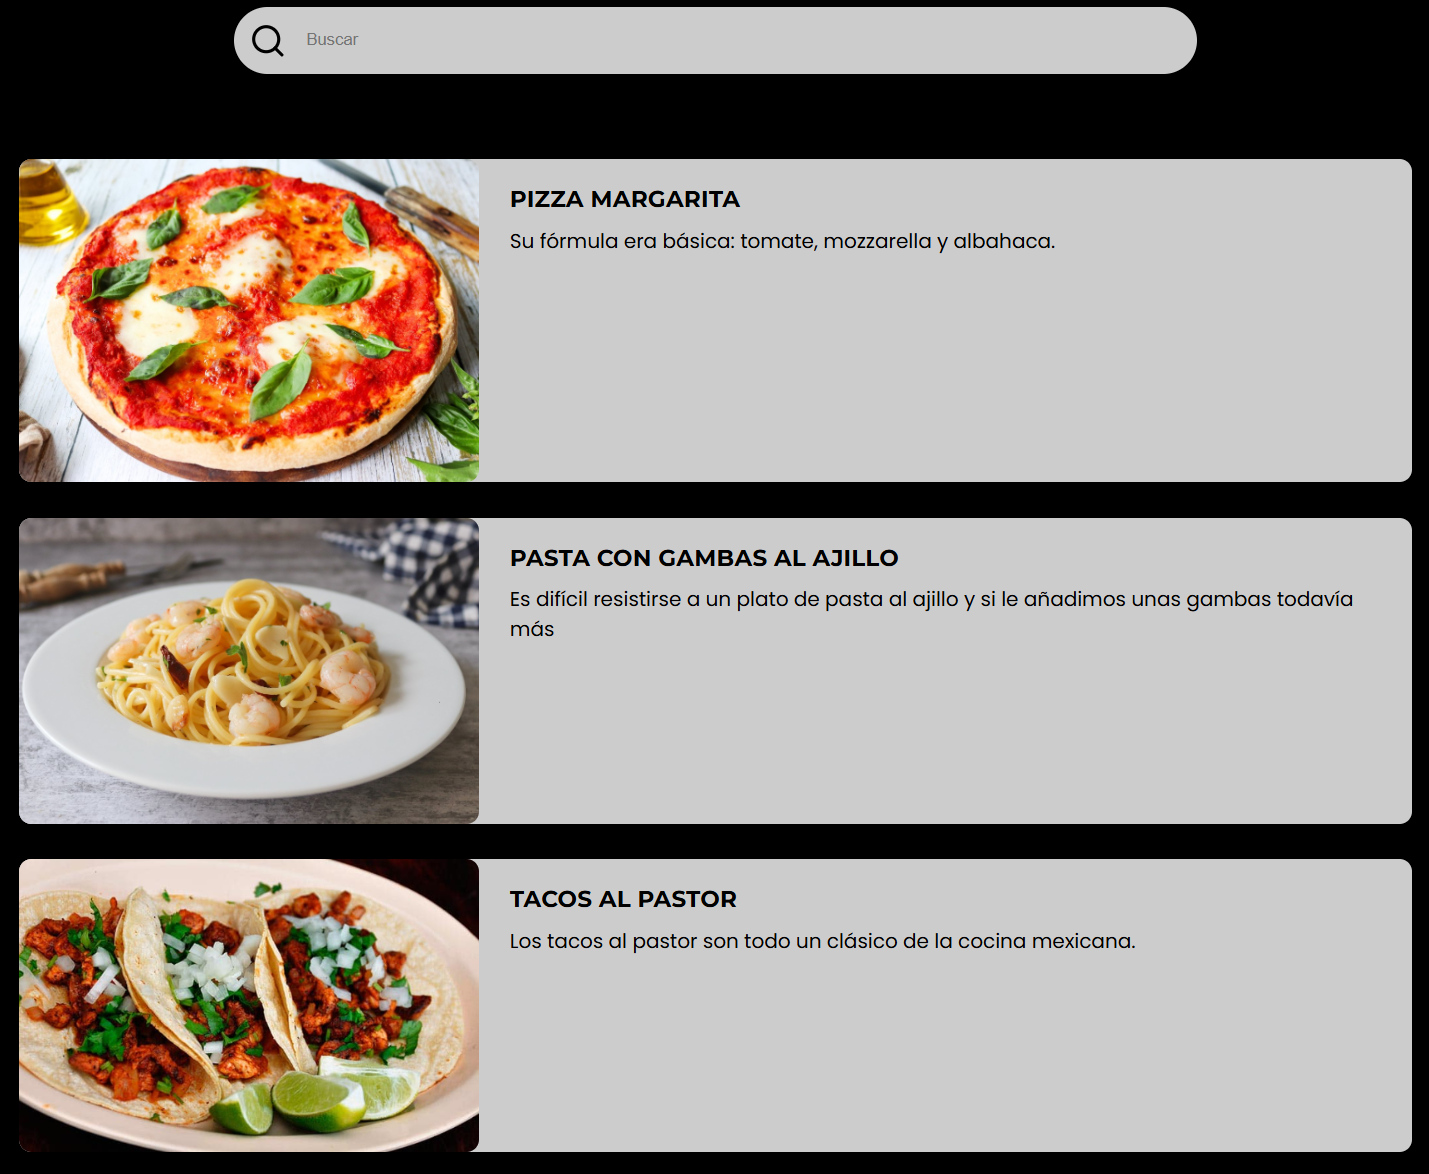 Buscar
PIZZA MARGARITA
Su fórmula era básica: tomate, mozzarella y albahaca.
PASTA CON GAMBAS AL AJILLO
Es difícil resistirse a un plato de pasta al ajillo y si le añadimos unas gambas todavía
más
TACOS AL PASTOR
Los tacos al pastor son todo un clásico de la cocina mexicana.